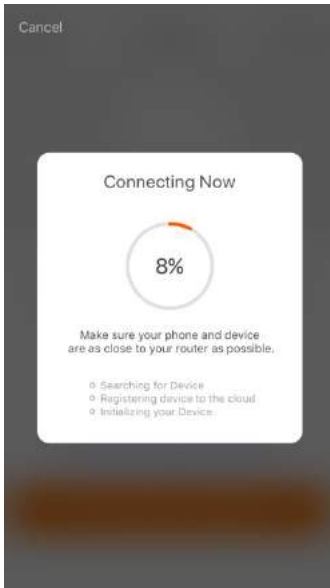 Cancel
Connecting Now
8%
Make sure your phone and device
are as close to your router as possible.
Searching for Device
Registering device to the cloud
Initializing your Device.